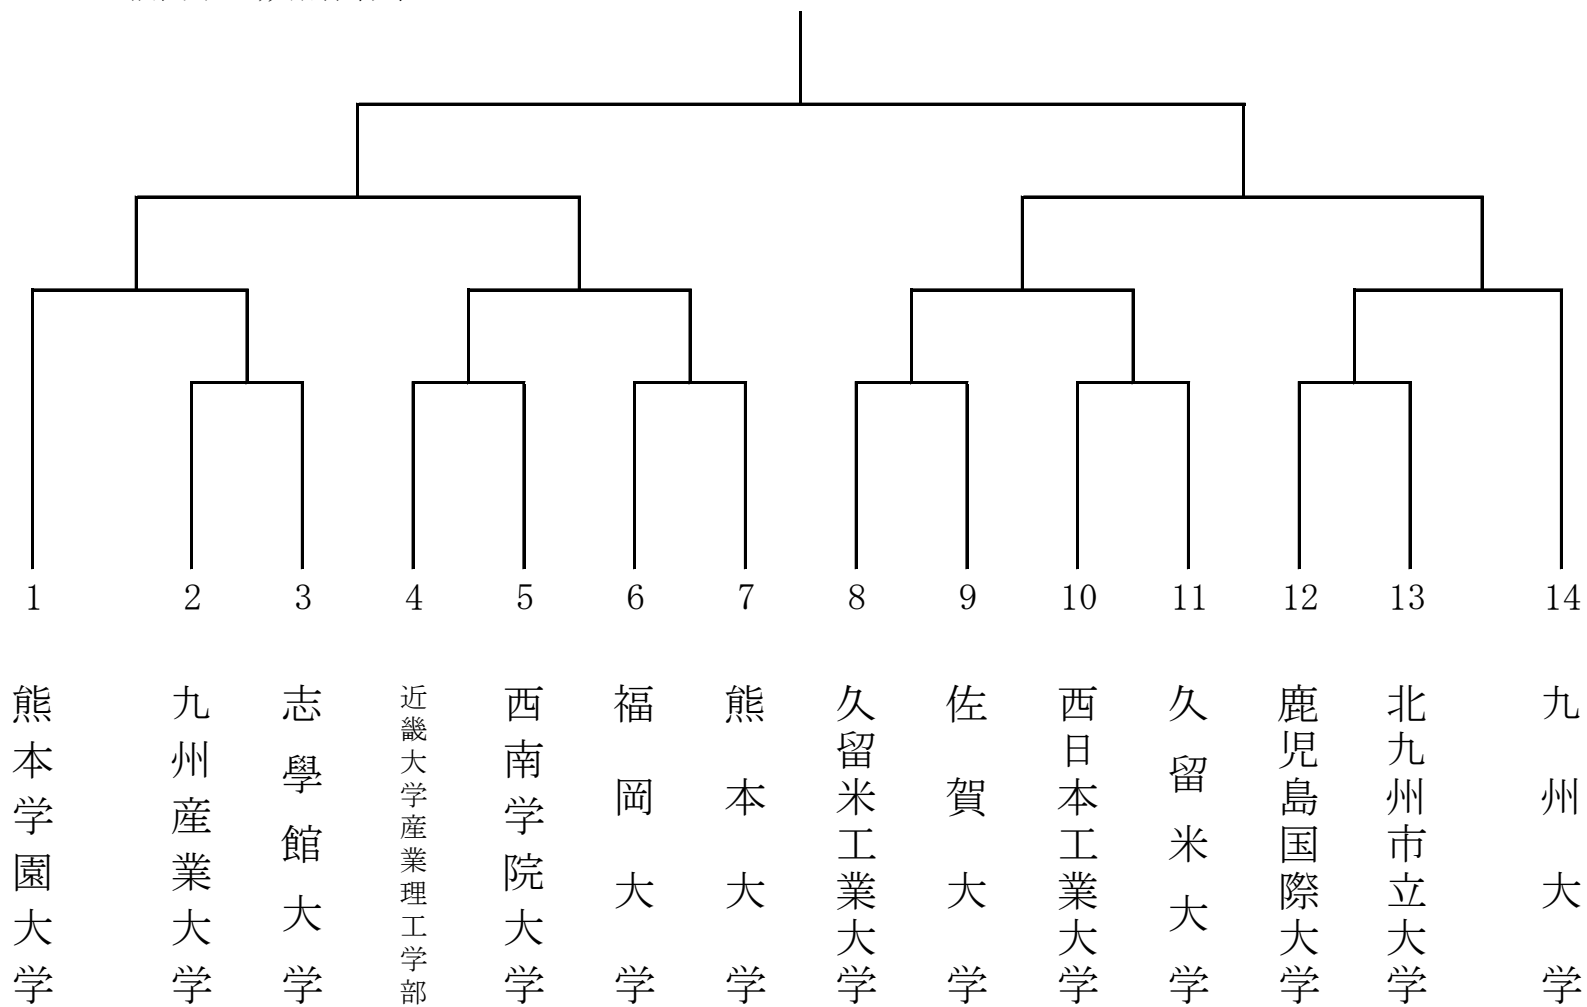 1 2 3 4 5 6 7 8 9 10 11 12 13 14
熊本学園大学
九州産業大学
志學館大学
近畿大学産業理工学部
西南学院大学
福岡大学
熊本大学
久留米工業大学
佐賀大学
西日本工業大学
久留米大学
鹿児島国際大学
北九州市立大学
九州大学